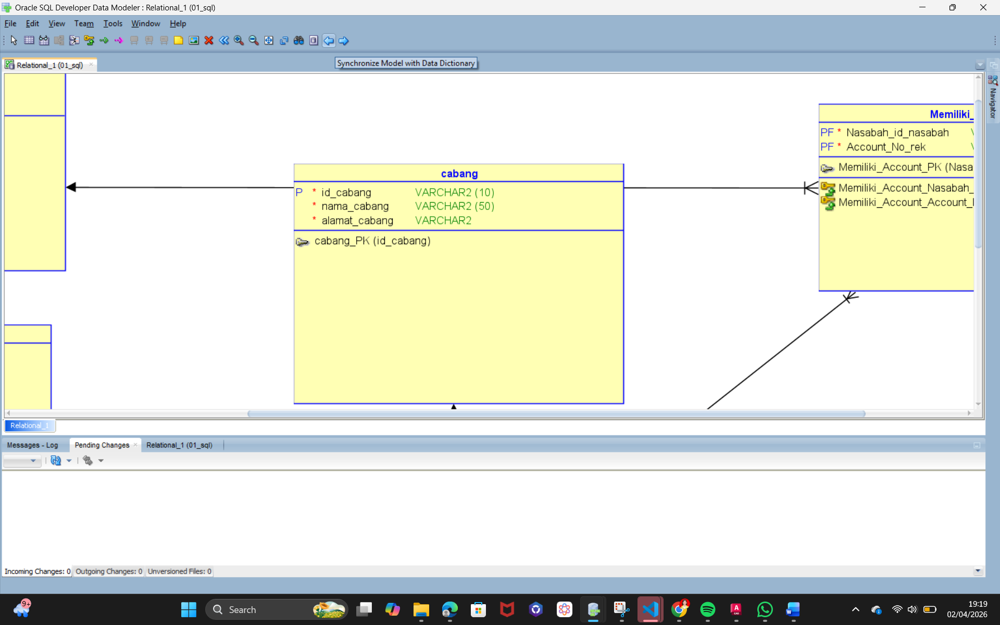 Oracle SQL Developer Data Modeler : Relational_1 (01_sql)
File Edit View Team Tools Window Help
Relational_1 (01_sql)
Synchronize Model with Data Dictionary
Navigator
Memiliki_
PF * Nasabah_id_nasabah
PF * Account_No_rek
Memiliki_Account_PK (Nasa
Memiliki_Account_Nasabah_
Memiliki_Account_Account_
cabang
P * id_cabang VARCHAR2 (10)
* nama_cabang VARCHAR2 (50)
* alamat_cabang VARCHAR2
cabang_PK (id_cabang)
Relational_1
Messages - Log Pending Changes Relational_1 (01_sql)
Incoming Changes: 0 Outgoing Changes: 0 Unversioned Files: 0
9+
Search
19:19
02/04/2026